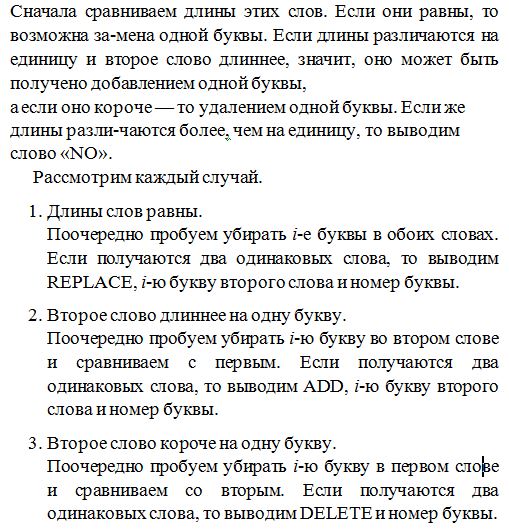 Сначала сравниваем длины этих слов. Если они равны, то
возможна за-мена одной буквы. Если длины различаются на
единицу и второе слово длиннее, значит, оно может быть
получено добавлением одной буквы,
а если оно короче — то удалением одной буквы. Если же
длины разли-чаются более, чем на единицу, то выводим
слово «NO».
Рассмотрим каждый случай.
1. Длины слов равны.
Поочередно пробуем убирать i-е буквы в обоих словах.
Если получаются два одинаковых слова, то выводим
REPLACE, i-ю букву второго слова и номер буквы.
2. Второе слово длиннее на одну букву.
Поочередно пробуем убирать i-ю букву во втором слове
и сравниваем с первым. Если получаются два
одинаковых слова, то выводим ADD, i-ю букву второго
слова и номер буквы.
3. Второе слово короче на одну букву.
Поочередно пробуем убирать i-ю букву в первом слове
и сравниваем со вторым. Если получаются два
одинаковых слова, то выводим DELETE и номер буквы.